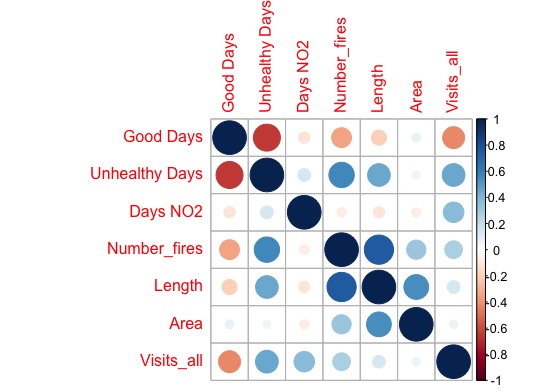 Good Days
Unhealthy Days
Days NO2
Number_fires
Length
Area
Visits_all
Good Days
Unhealthy Days
Days NO2
Number_fires
Length
Area
Visits_all
1
0.8
0.6
0.4
0.2
0
-0.2
-0.4
-0.6
-0.8
-1